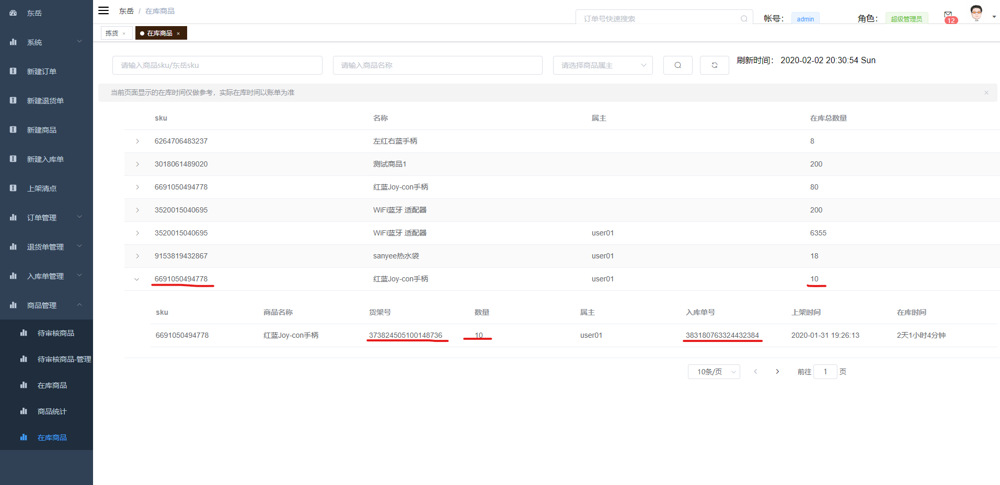 东岳
系统
新建订单
新建退货单
新建商品
新建入库单
上架清点
订单管理
退货单管理
入库单管理
商品管理
待审核商品
待审核商品-管理
在库商品
商品统计
在库商品
东岳 / 在库商品
订单号快速搜索
帐号： admin
角色： 超级管理员
12
拣货 ×
在库商品 ×
请输入商品sku/东岳sku
请输入商品名称
请选择商品属主
刷新时间： 2020-02-02 20:30:54 Sun
当前页面显示的在库时间仅做参考，实际在库时间以账单为准
sku 名称 属主 在库总数量
6264706483237 左红右蓝手柄 8
3018061489020 测试商品1 200
6691050494778 红蓝Joy-con手柄 80
3520015040695 WiFi蓝牙 适配器 200
3520015040695 WiFi蓝牙 适配器 user01 6355
9153819432867 sanyee热水袋 user01 18
6691050494778 红蓝Joy-con手柄 user01 10
sku 商品名称 货架号 数量 属主 入库单号 上架时间 在库时间
6691050494778 红蓝Joy-con手柄 373824505100148736 10 user01 383180763324432384 2020-01-31 19:26:13 2天1小时4分钟
10条/页
前往 1 页